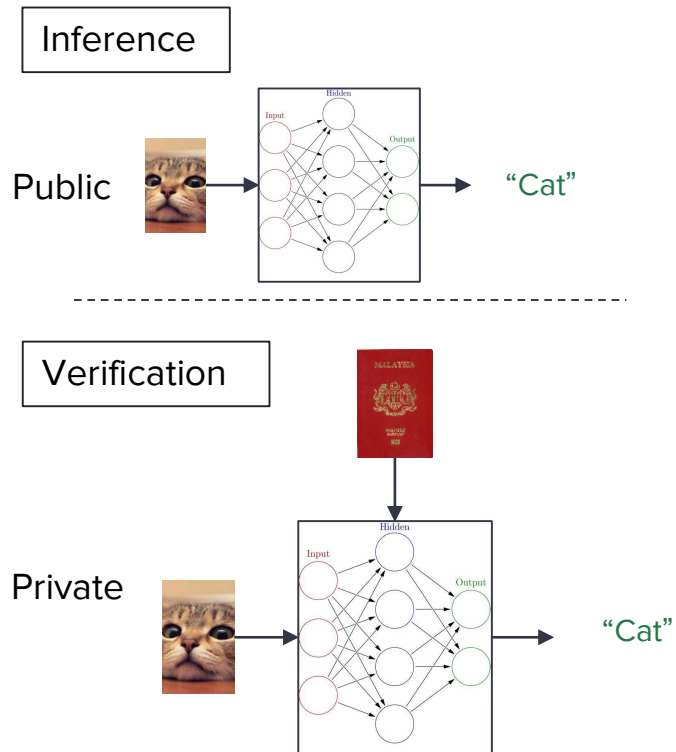 Inference
Hidden
Input
Output
Public
“Cat”
Verification
MALAYSIA
Hidden
Input
Output
Private
“Cat”